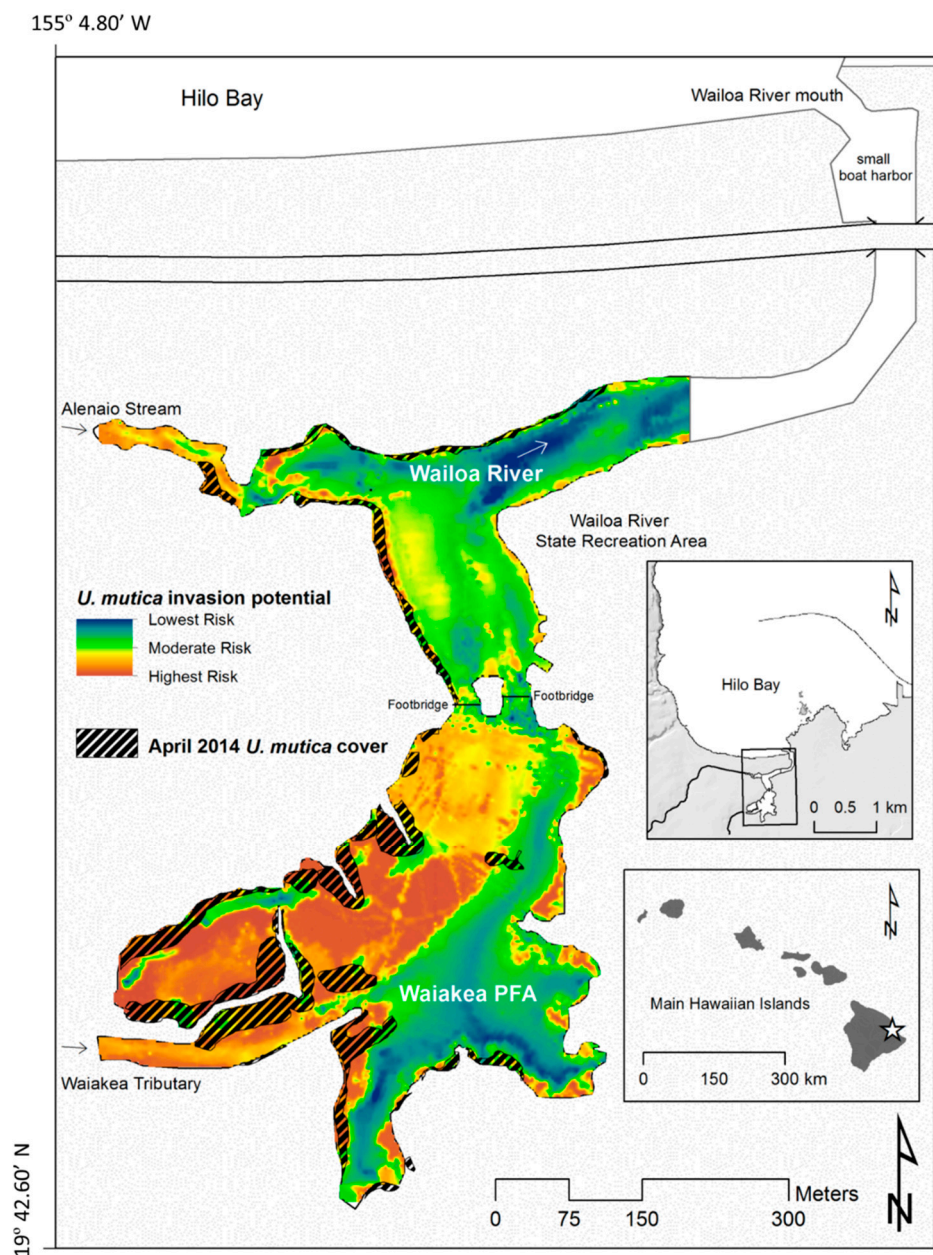 155° 4.80' W
Hilo Bay
Wailoa River mouth
small
boat harbor
Alenaio Stream
Wailoa River
Wailoa River
State Recreation Area
U. mutica invasion potential
Lowest Risk
Moderate Risk
Highest Risk
Footbridge
Footbridge
April 2014 U. mutica cover
N
Hilo Bay
0 0.5 1 km
N
Main Hawaiian Islands
0 150 300 km
Waiakea PFA
Waiakea Tributary
19° 42.60' N
Meters
0 75 150 300
N